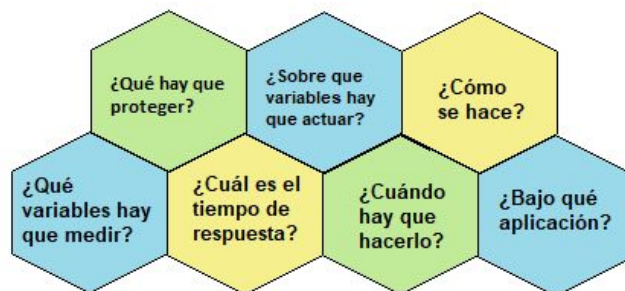 ¿Qué hay que
proteger?
¿Sobre que
variables hay
que actuar?
¿Cómo
se hace?
¿Qué
variables hay
que medir?
¿Cuál es el
tiempo de
respuesta?
¿Cuándo
hay que
hacerlo?
¿Bajo qué
aplicación?